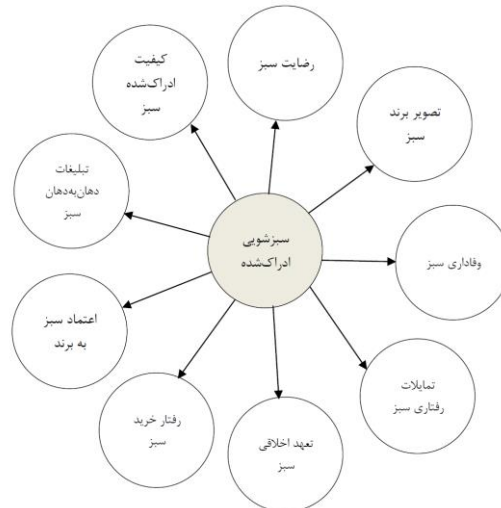 رضایت سبز
تصویر برند
سبز
وفاداری سبز
تمایلات
رفتاری سبز
تعهد اخلاقی
سبز
رفتار خرید
سبز
اعتماد سبز
به برند
تبلیغات
دهان‌به‌دهان
سبز
کیفیت
ادراک‌شده
سبز
سبزشویی
ادراک‌شده